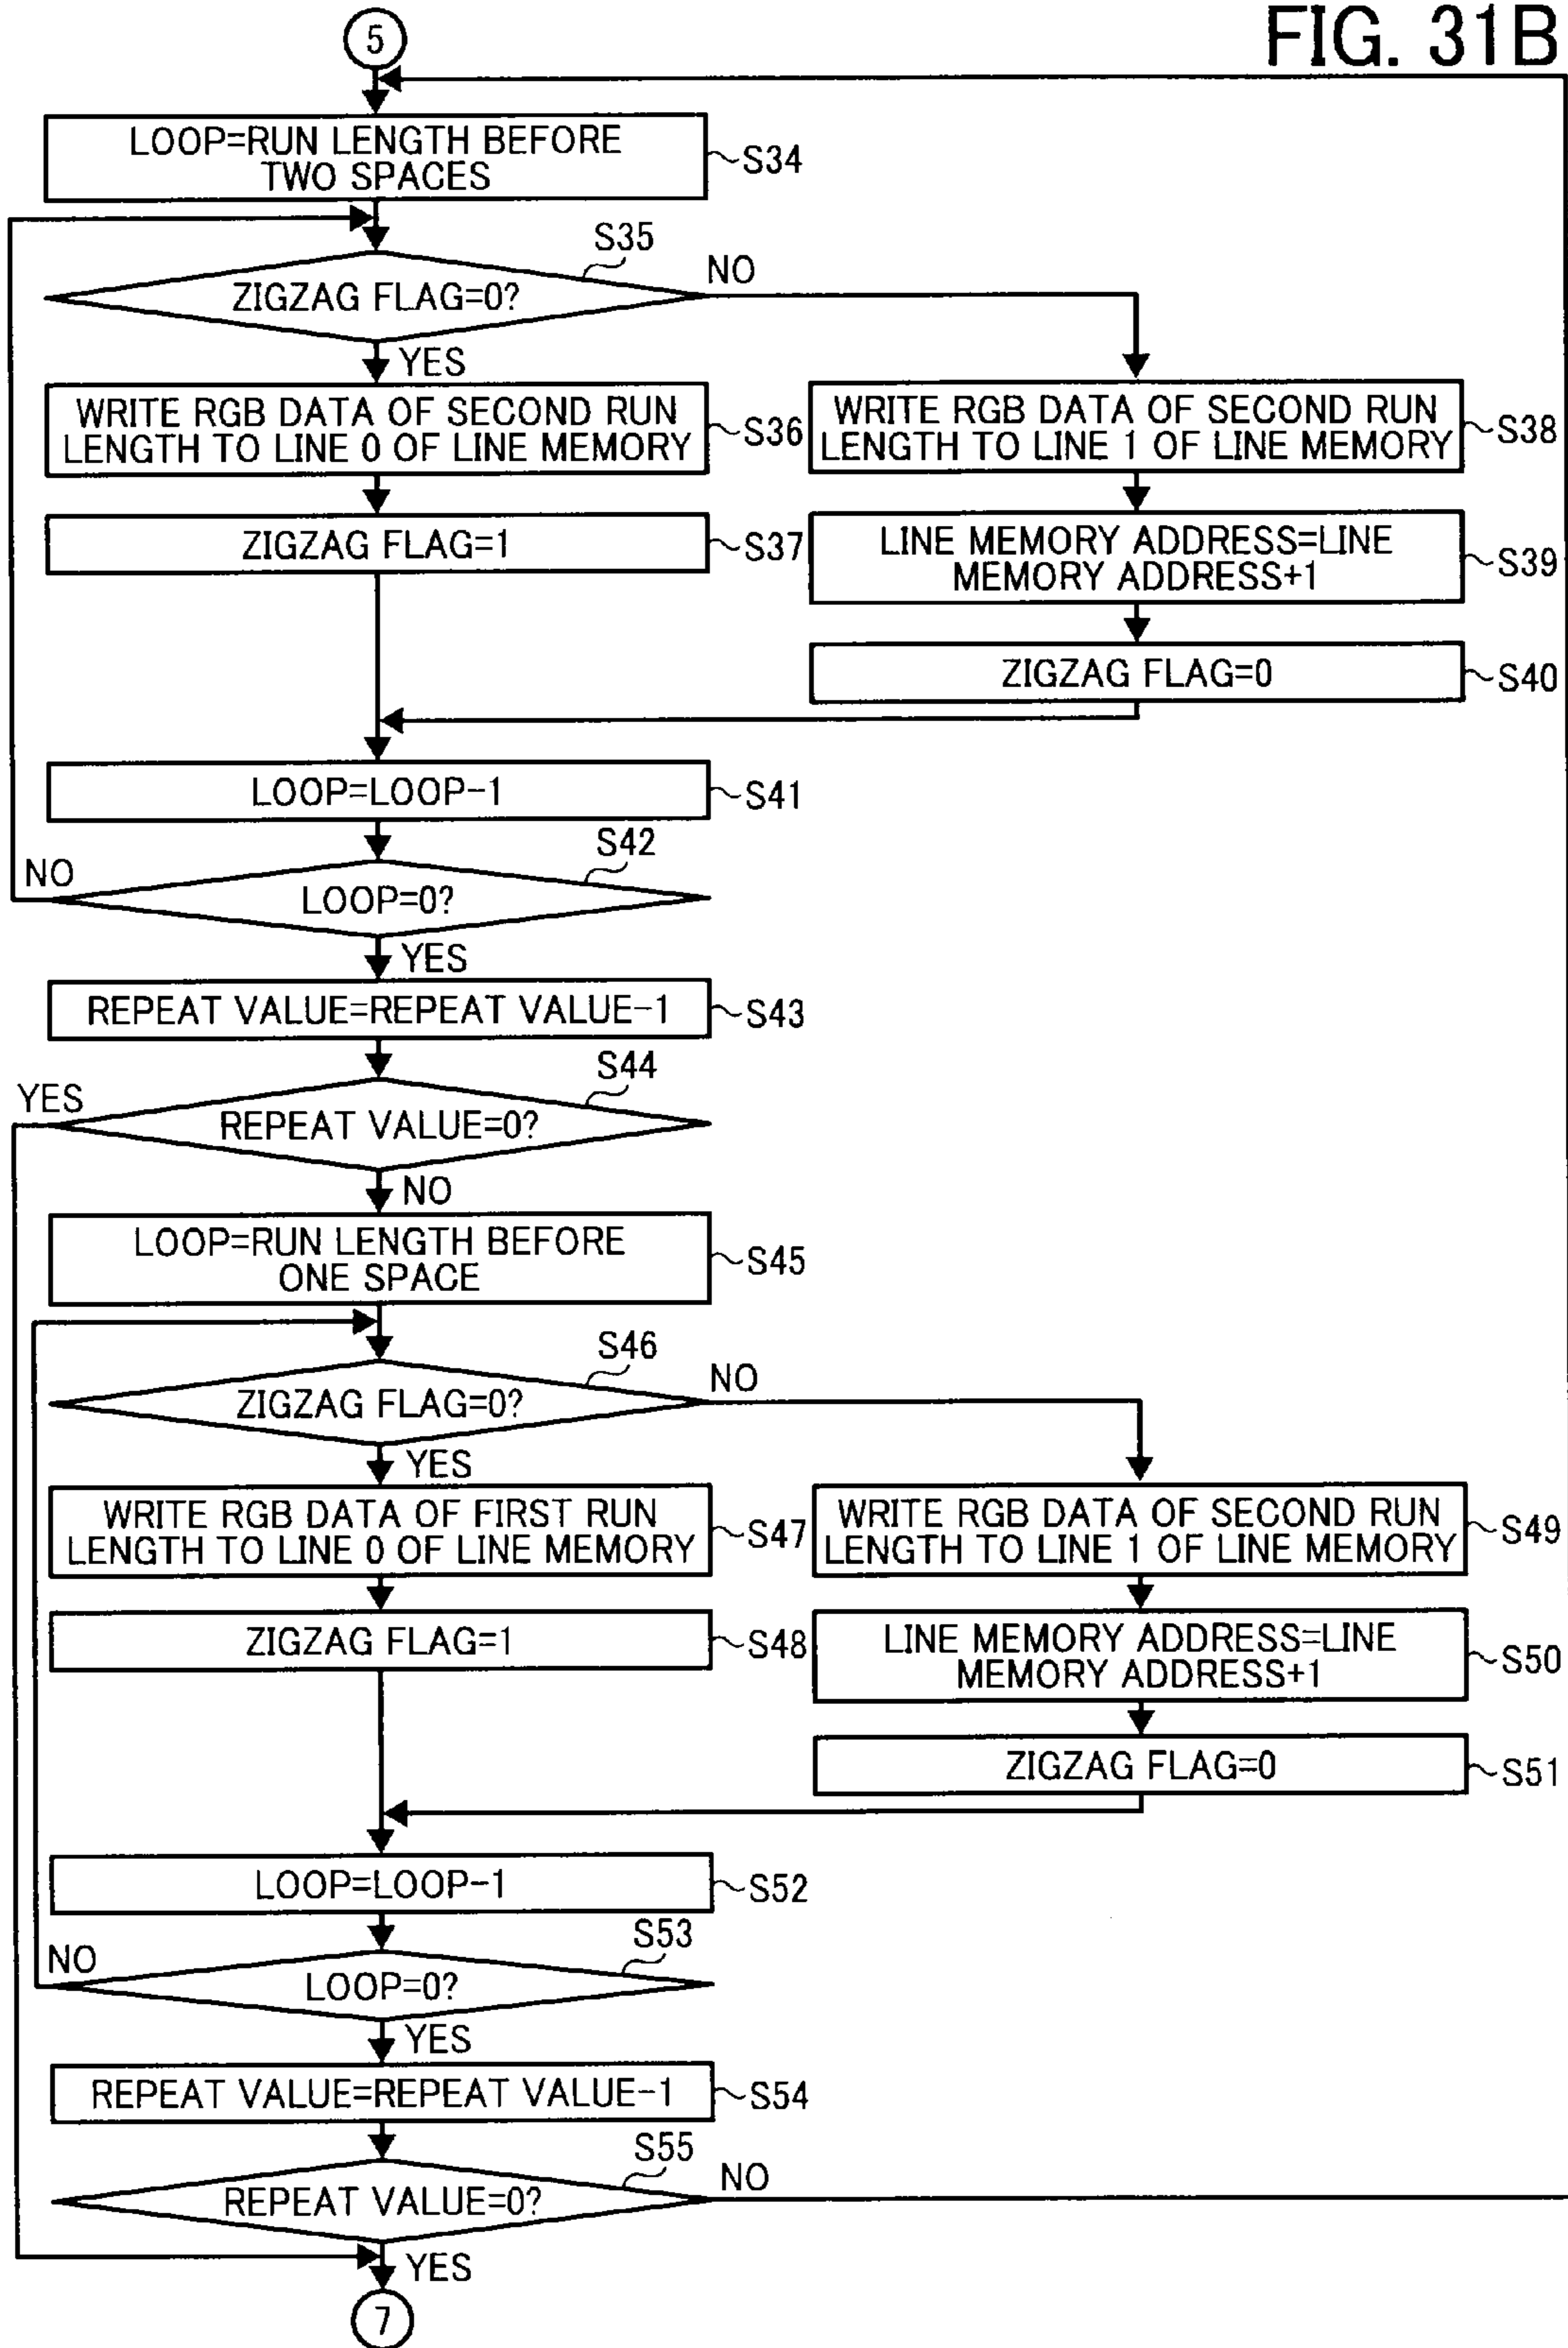 FIG. 31B
5
LOOP=RUN LENGTH BEFORE
TWO SPACES
S34
S35
ZIGZAG FLAG=0?
NO
YES
WRITE RGB DATA OF SECOND RUN
LENGTH TO LINE 0 OF LINE MEMORY
S36
WRITE RGB DATA OF SECOND RUN
LENGTH TO LINE 1 OF LINE MEMORY
S38
ZIGZAG FLAG=1
S37
LINE MEMORY ADDRESS=LINE
MEMORY ADDRESS+1
S39
ZIGZAG FLAG=0
S40
LOOP=LOOP-1
S41
S42
NO
LOOP=0?
YES
REPEAT VALUE=REPEAT VALUE-1
S43
S44
YES
REPEAT VALUE=0?
NO
LOOP=RUN LENGTH BEFORE
ONE SPACE
S45
S46
ZIGZAG FLAG=0?
NO
YES
WRITE RGB DATA OF FIRST RUN
LENGTH TO LINE 0 OF LINE MEMORY
S47
WRITE RGB DATA OF SECOND RUN
LENGTH TO LINE 1 OF LINE MEMORY
S49
ZIGZAG FLAG=1
S48
LINE MEMORY ADDRESS=LINE
MEMORY ADDRESS+1
S50
ZIGZAG FLAG=0
S51
LOOP=LOOP-1
S52
S53
NO
LOOP=0?
YES
REPEAT VALUE=REPEAT VALUE-1
S54
S55
REPEAT VALUE=0?
NO
YES
7